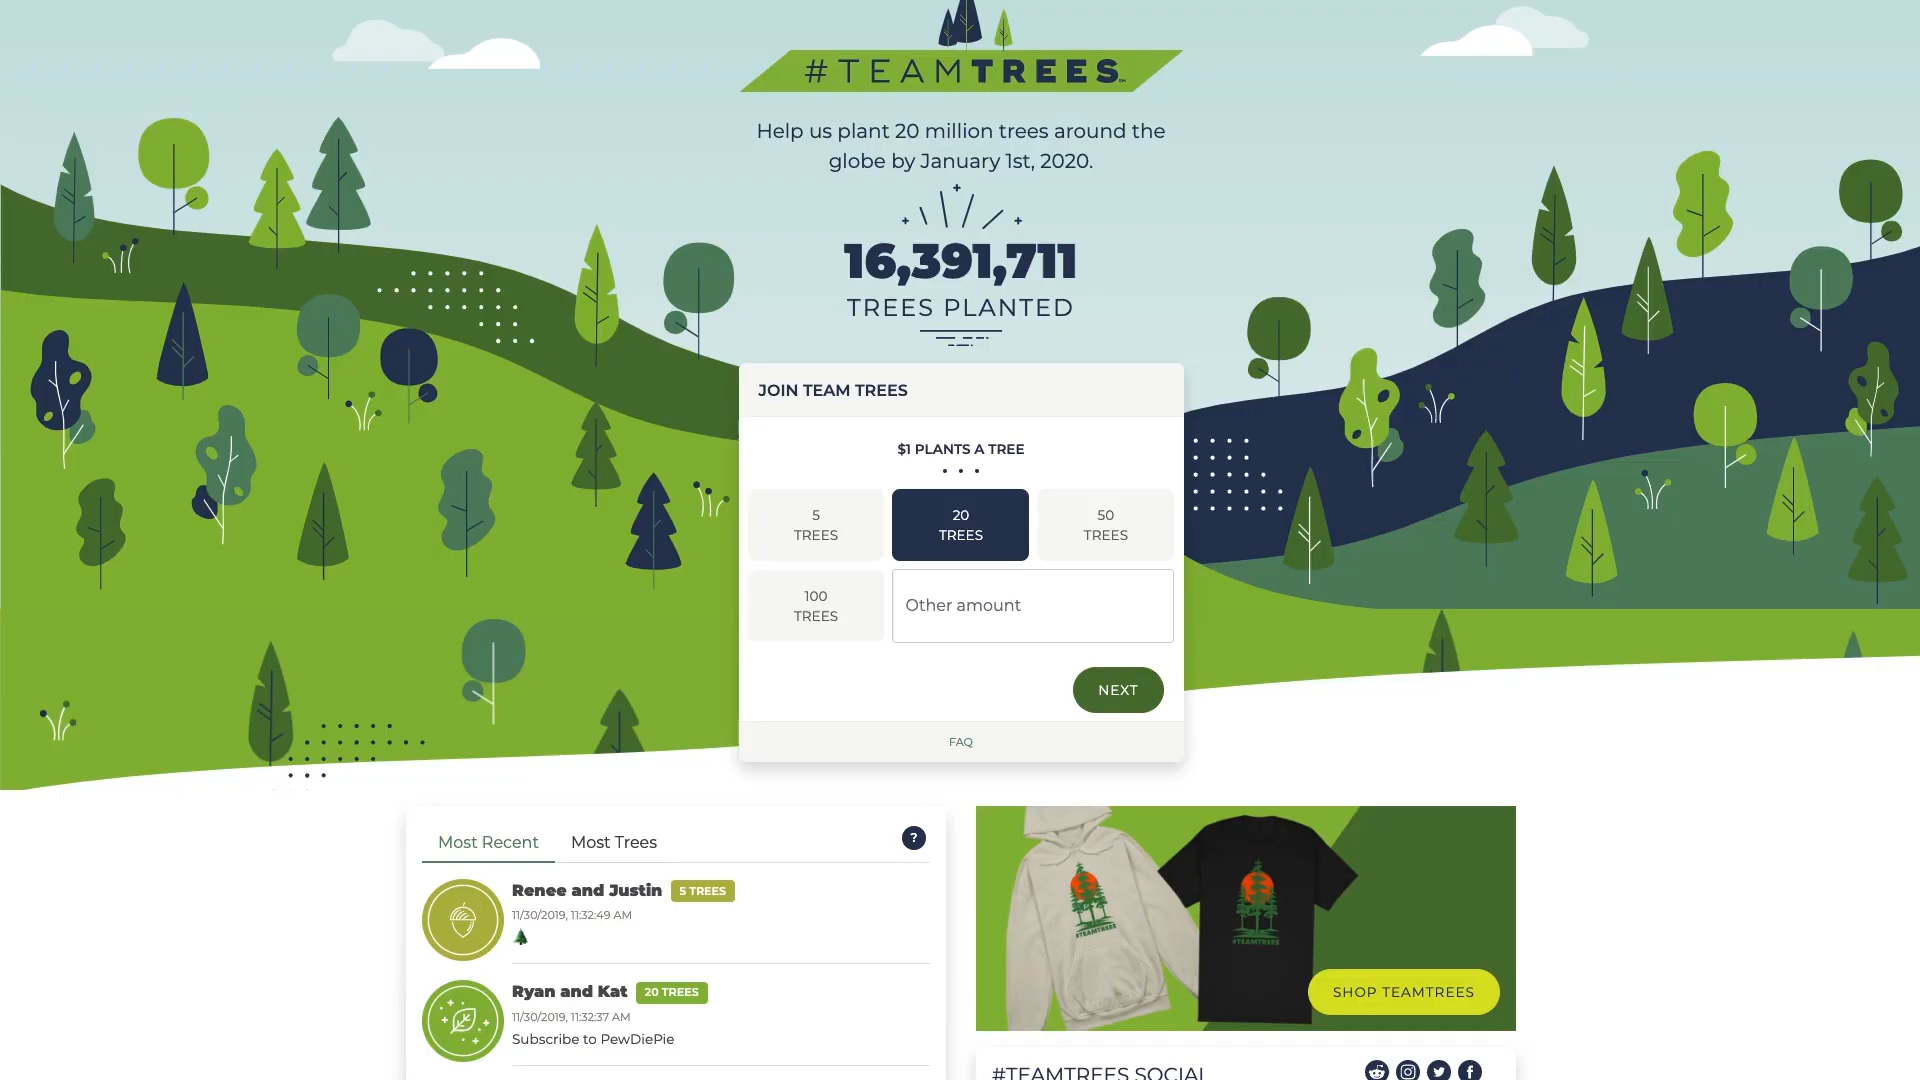 #TEAMTREES
Help us plant 20 million trees around the
globe by January 1st, 2020.
16,391,711
TREES PLANTED
JOIN TEAM TREES
$1 PLANTS A TREE
5
TREES
20
TREES
50
TREES
100
TREES
Other amount
NEXT
FAQ
Most Recent
Most Trees
?
Renee and Justin
5 TREES
11/30/2019, 11:32:49 AM
Ryan and Kat
20 TREES
11/30/2019, 11:32:37 AM
Subscribe to PewDiePie
#TEAMTREES
#TEAMTREES
SHOP TEAMTREES
#TEAMTREES SOCIAL